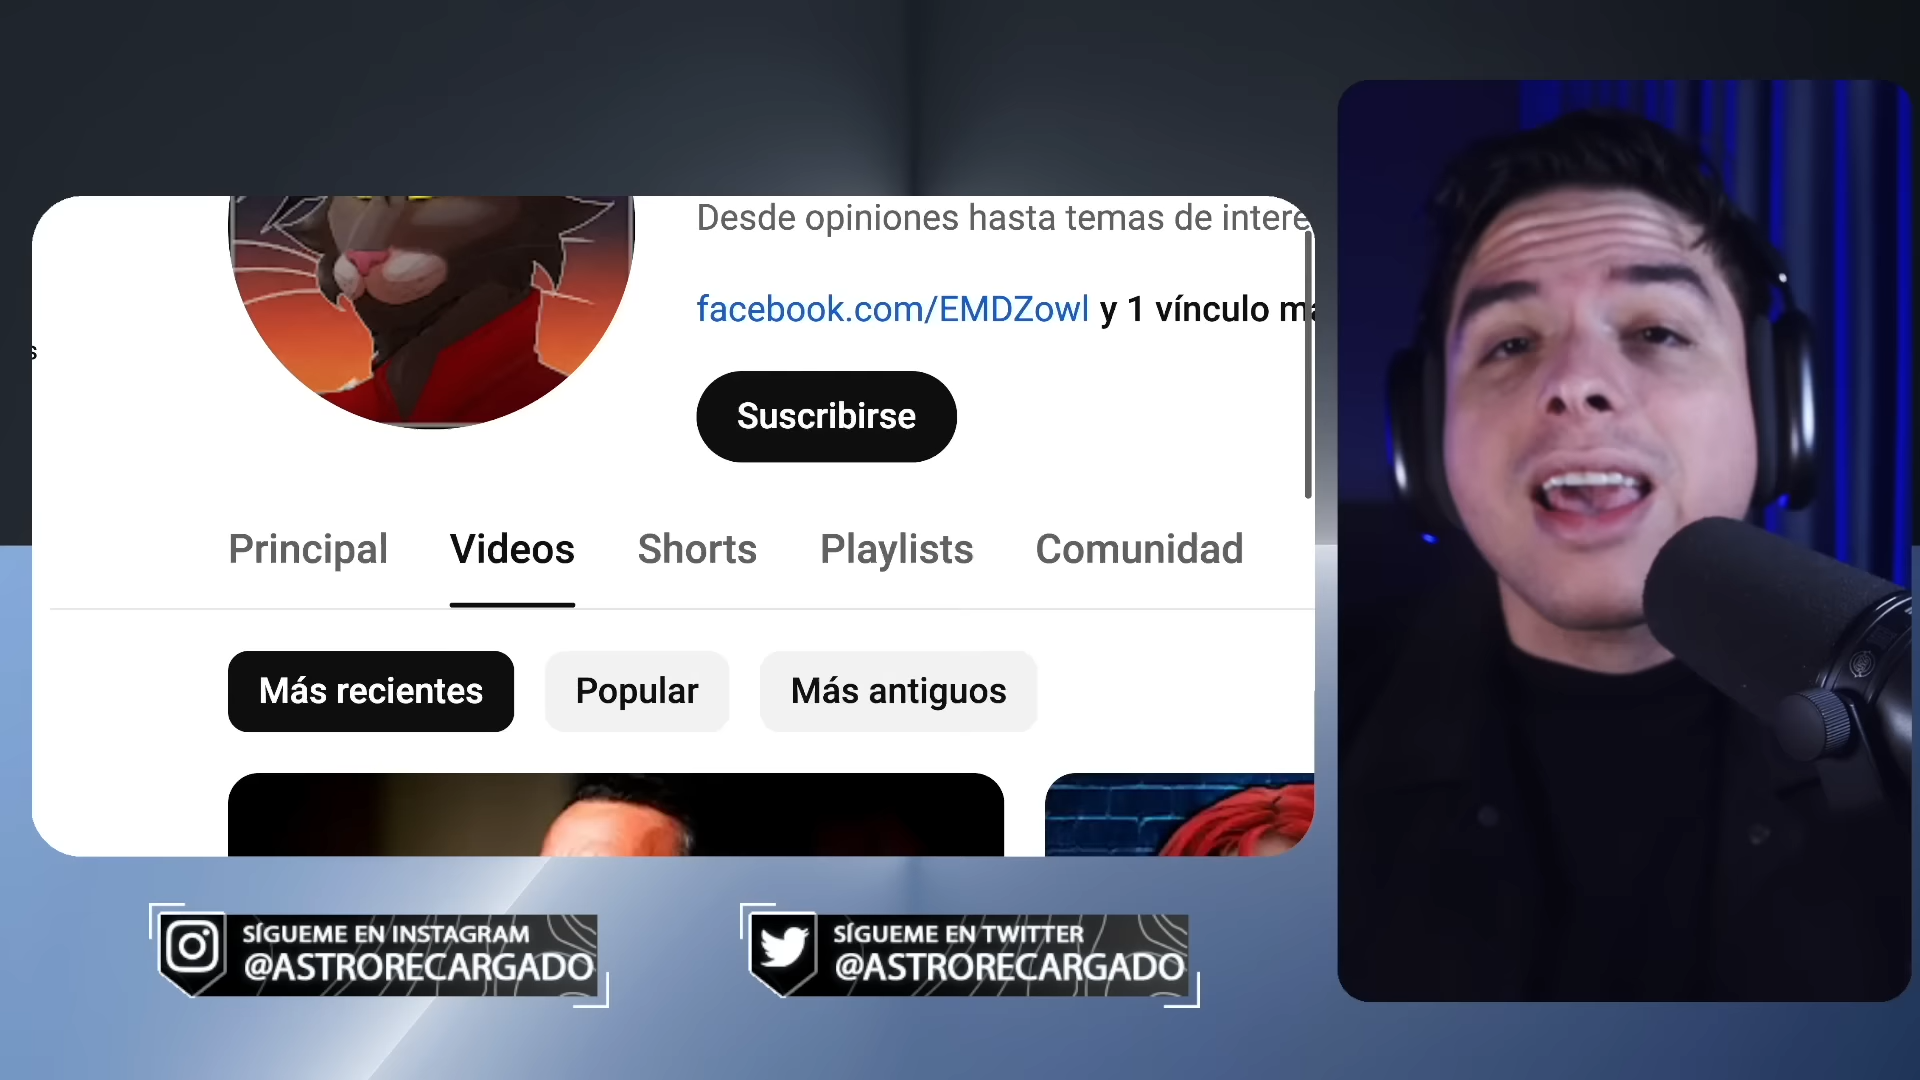 Desde opiniones hasta temas de intere
facebook.com/EMDZowl y 1 vínculo má
s
Suscribirse
Principal Videos Shorts Playlists Comunidad
Más recientes Popular Más antiguos
SÍGUEME EN INSTAGRAM
@ASTRORECARGADO
SÍGUEME EN TWITTER
@ASTRORECARGADO